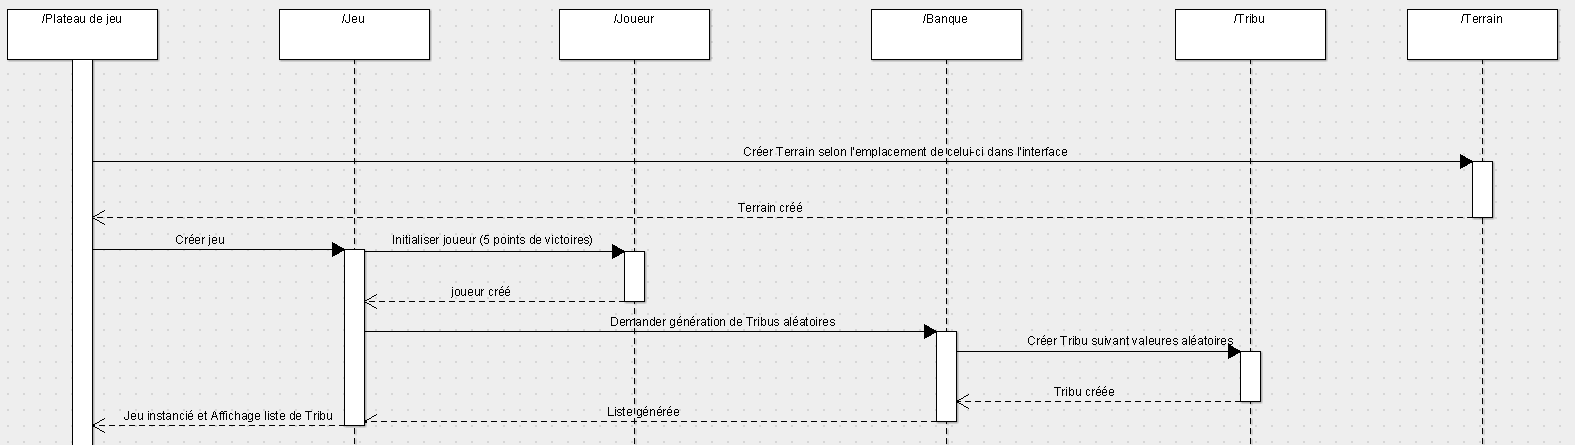 /Plateau de jeu
/Jeu
/Joueur
/Banque
/Tribu
/Terrain
Créer Terrain selon l'emplacement de celui-ci dans l'interface
Terrain créé
Créer jeu
Initialiser joueur (5 points de victoires)
joueur créé
Demander génération de Tribus aléatoires
Créer Tribu suivant valeures aléatoires
Tribu créée
Liste générée
Jeu instancié et Affichage liste de Tribu